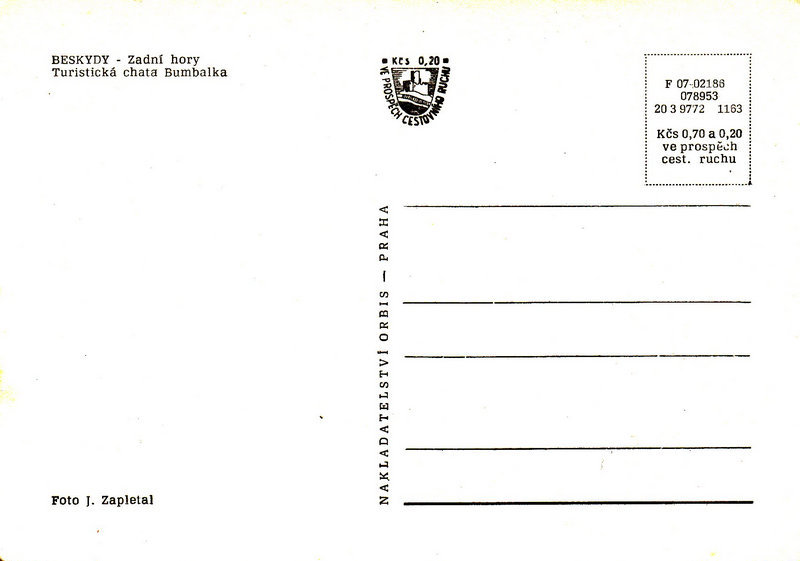 BESKYDY - Zadní hory
Turistická chata Bumbalka
Kčs 0,20
VE PROSPĚCH CESTOVNÍHO RUCHU
F 07-02186
078953
20 3 9772 1163
Kčs 0,70 a 0,20
ve prospěch
cest. ruchu
NAKLADATELSTVÍ ORBIS — PRAHA
Foto J. Zapletal